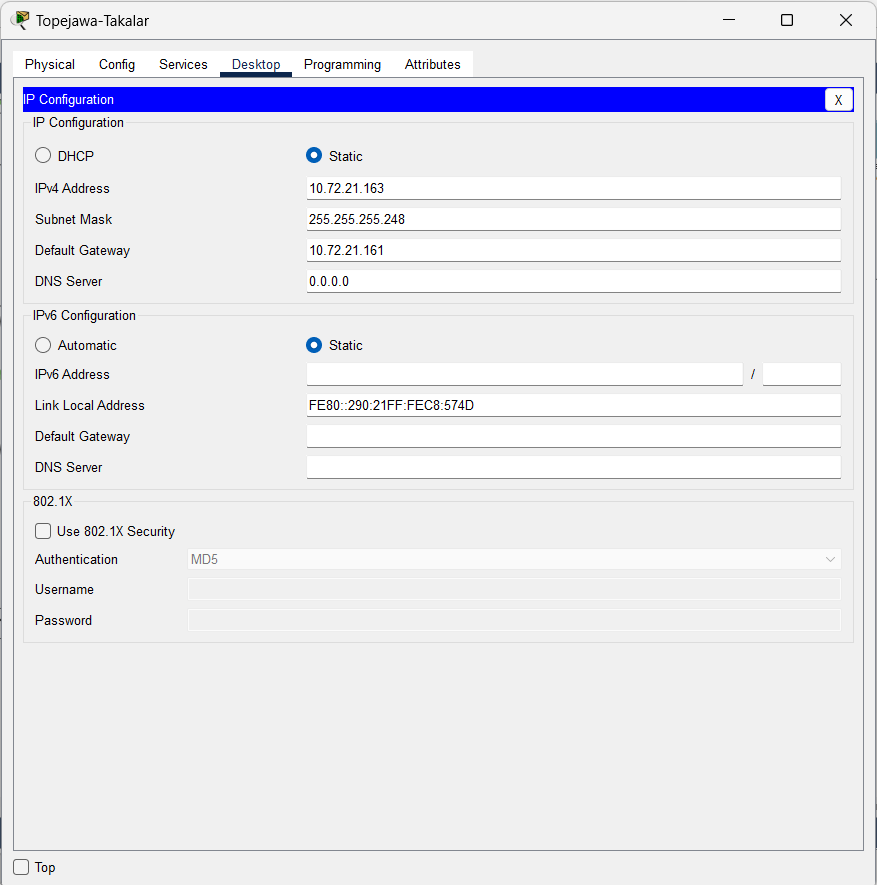 Topejawa-Takalar
Physical Config Services Desktop Programming Attributes
IP Configuration X
IP Configuration
DHCP Static
IPv4 Address 10.72.21.163
Subnet Mask 255.255.255.248
Default Gateway 10.72.21.161
DNS Server 0.0.0.0
IPv6 Configuration
Automatic Static
IPv6 Address /
Link Local Address FE80::290:21FF:FEC8:574D
Default Gateway
DNS Server
802.1X
Use 802.1X Security
Authentication MD5
Username
Password
Top